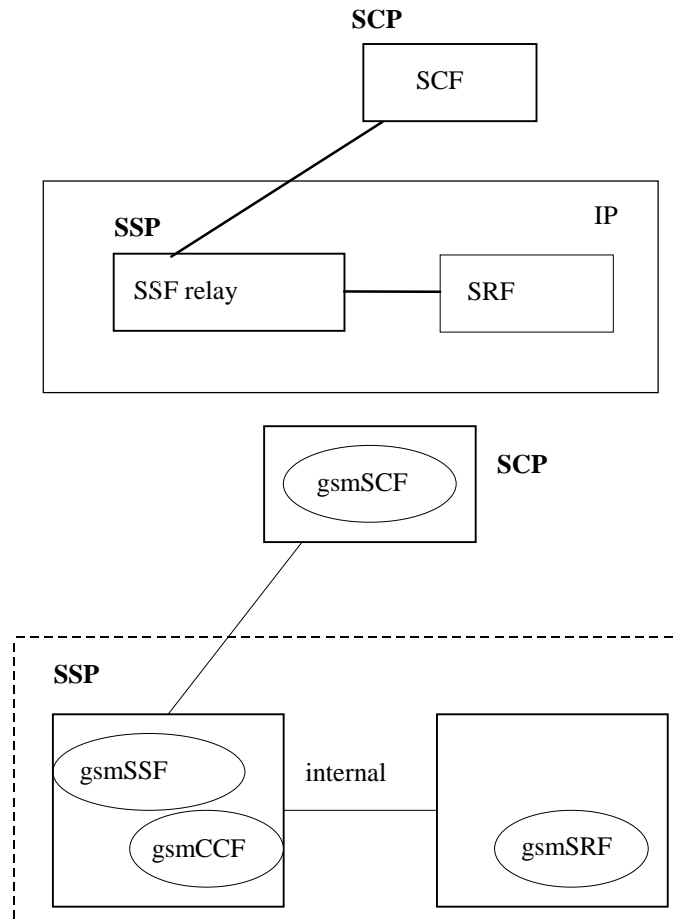 SCP
SCF
IP
SSP
SSF relay
SRF
SCP
gsmSCF
SSP
gsmSSF
internal
gsmCCF
gsmSRF